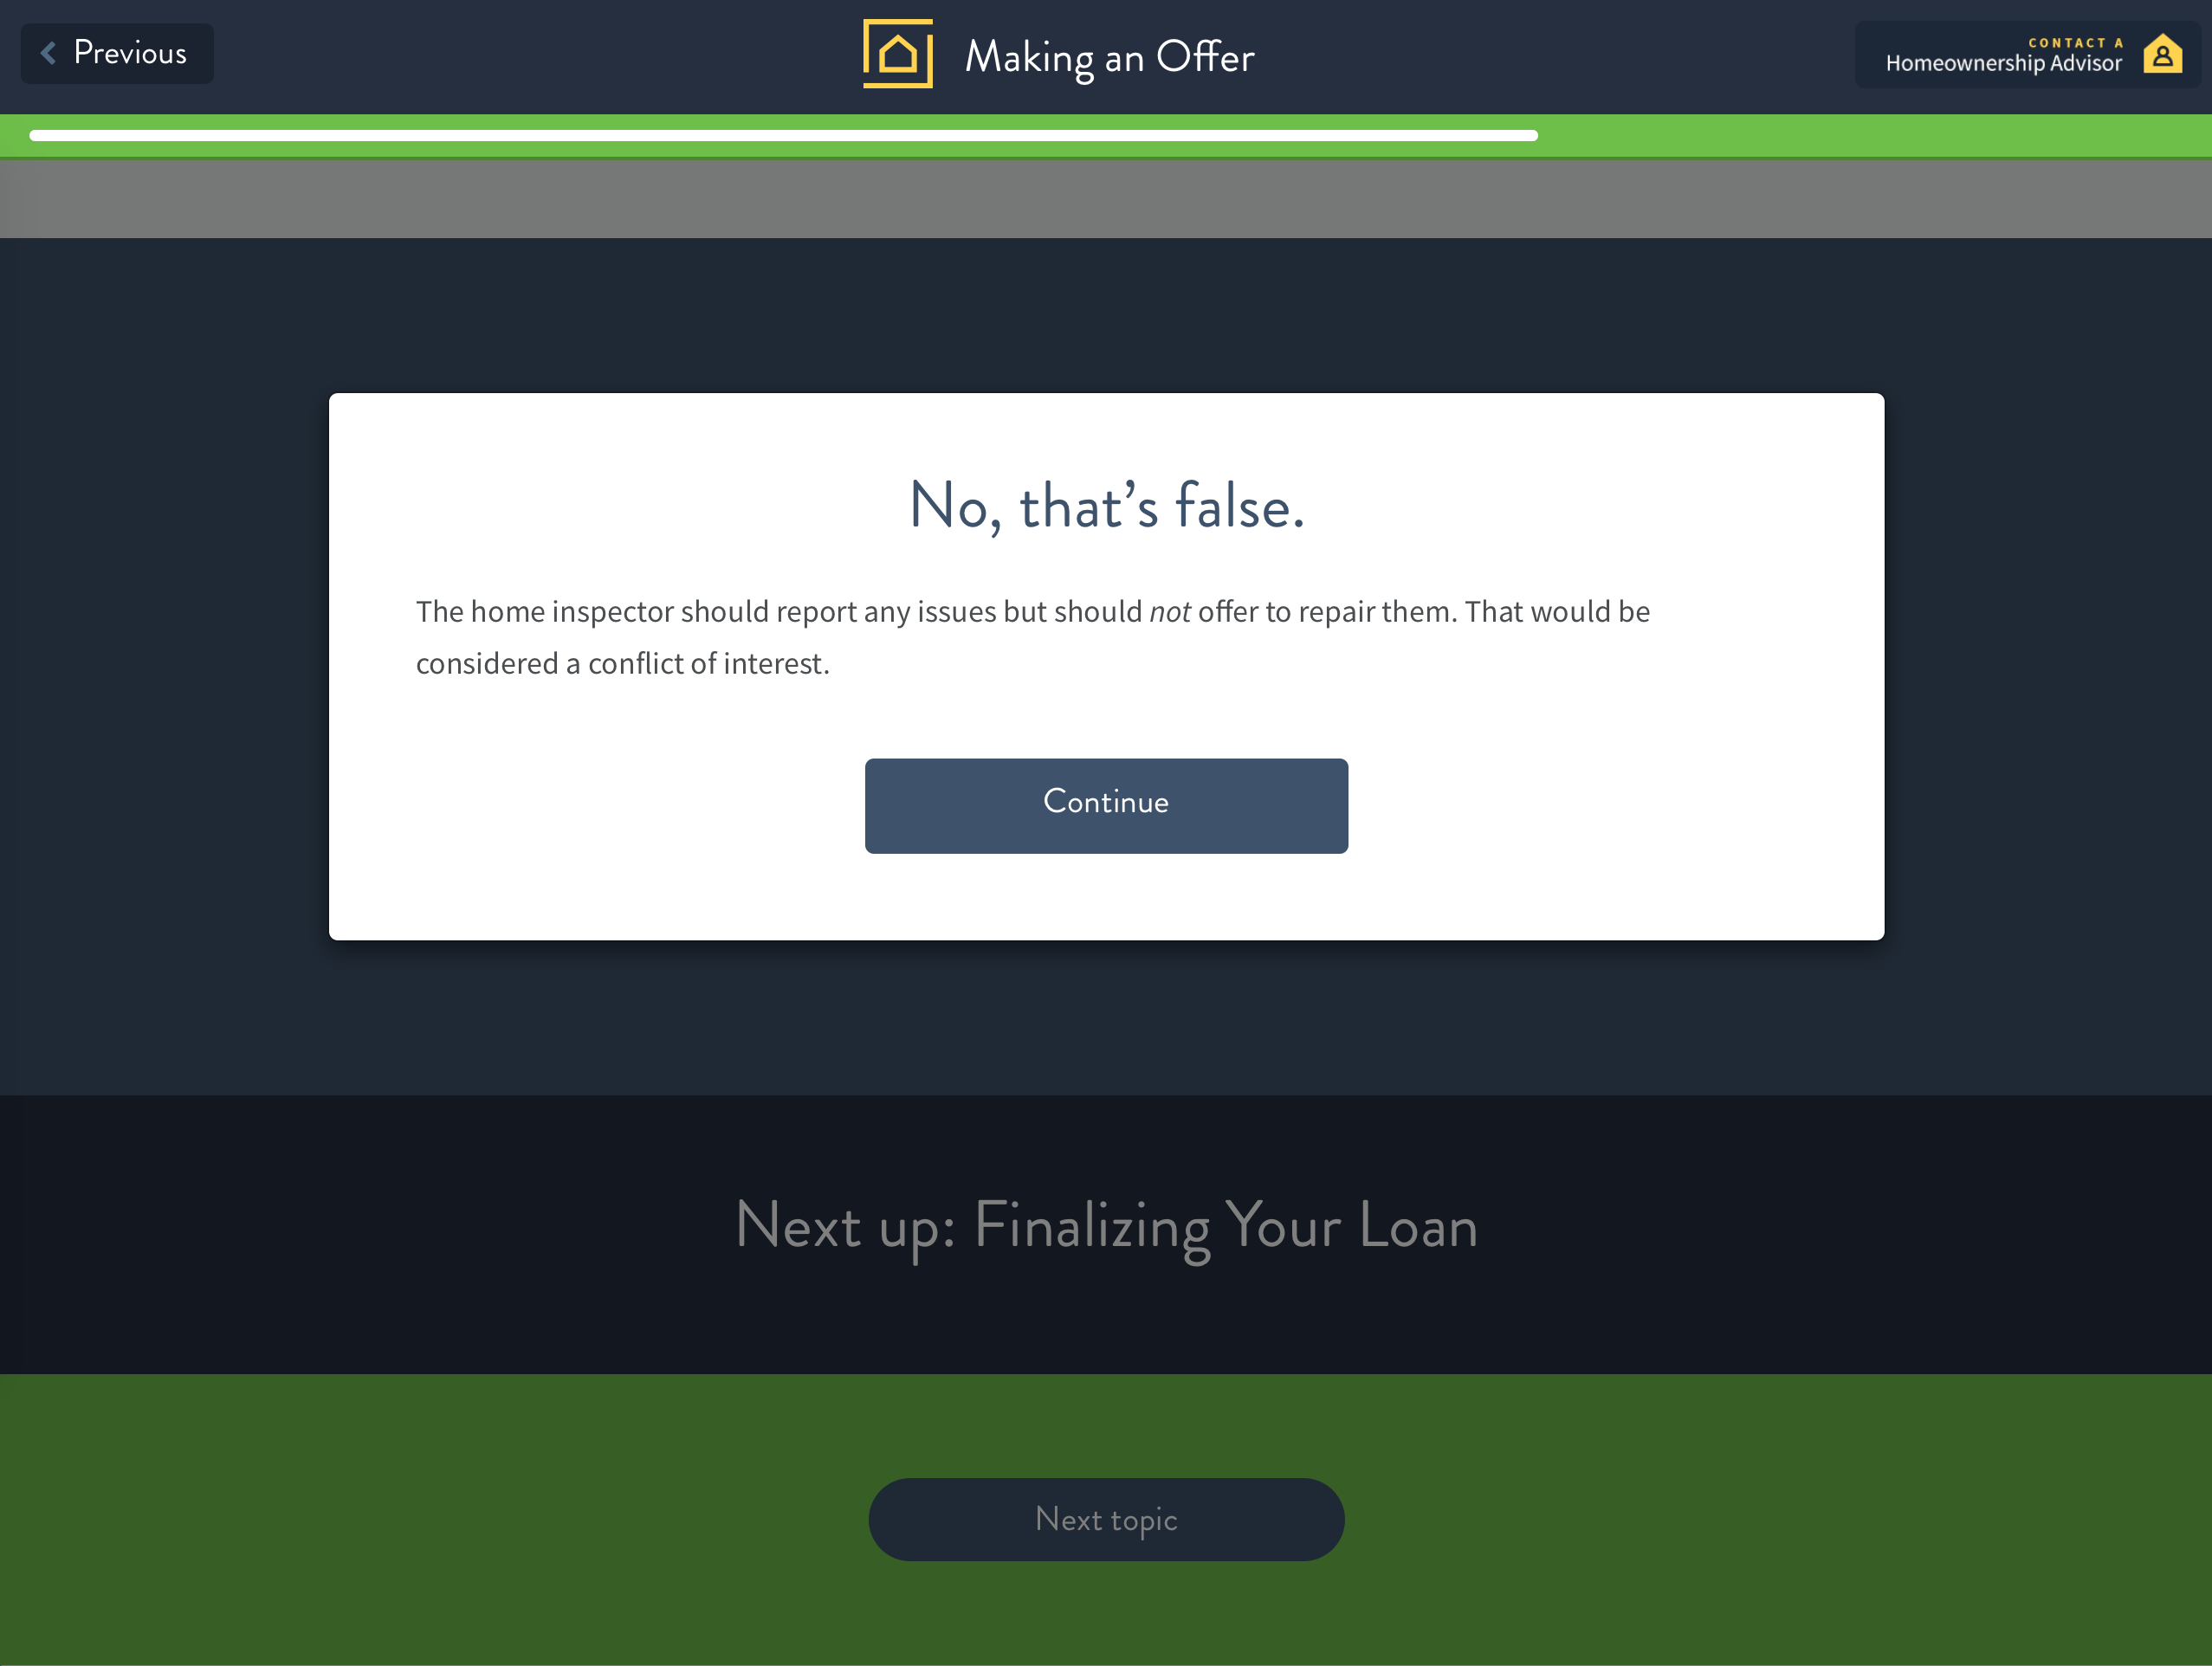 Previous
Making an Offer
CONTACT A
Homeownership Advisor
No, that’s false.
The home inspector should report any issues but should not offer to repair them. That would be
considered a conflict of interest.
Continue
Next up: Finalizing Your Loan
Next topic